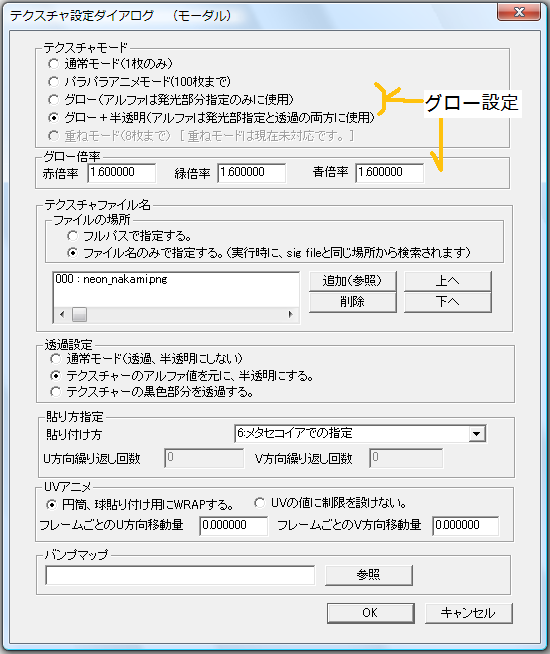 テクスチャ設定ダイアログ （モーダル）
テクスチャモード
通常モード(1枚のみ)
パラパラアニメモード(100枚まで)
グロー(アルファは発光部分指定のみに使用)
グロー＋半透明(アルファは発光部指定と透過の両方に使用)
重ねモード(8枚まで) [ 重ねモードは現在未対応です。]
グロー設定
グロー倍率
赤倍率 1.600000 緑倍率 1.600000 青倍率 1.600000
テクスチャファイル名
ファイルの場所
フルパスで指定する。
ファイル名のみで指定する。(実行時に、sig fileと同じ場所から検索されます)
000 : neon_nakami.png
追加(参照) 上へ
削除 下へ
透過設定
通常モード(透過、半透明にしない)
テクスチャーのアルファ値を元に、半透明にする。
テクスチャーの黒色部分を透過する。
貼り方指定
貼り付け方 6:メタセコイアでの指定
U方向繰り返し回数 0 V方向繰り返し回数 0
UVアニメ
円筒、球貼り付け用にWRAPする。 UVの値に制限を設けない。
フレームごとのU方向移動量 0.000000 フレームごとのV方向移動量 0.000000
バンプマップ
参照
OK キャンセル